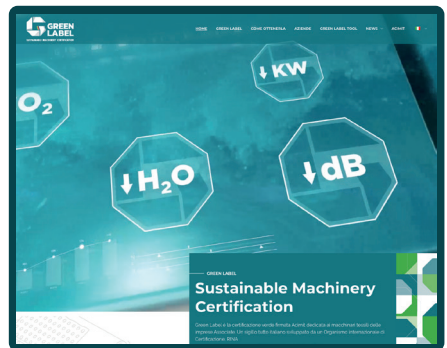 GREEN
LABEL
SUSTAINABLE MACHINERY CERTIFICATION
HOME GREEN LABEL COME OTTENERLA AZIENDE GREEN LABEL TOOL NEWS ACIMIT
↓KW
O2
↓H2O
↓dB
GREEN LABEL
Sustainable Machinery
Certification
Green Label è la certificazione verde firmata Acimit dedicata ai macchinari tessili delle
imprese Associate. Un sigillo tutto italiano sviluppato da un Organismo Internazionale di
Certificazione, RINA